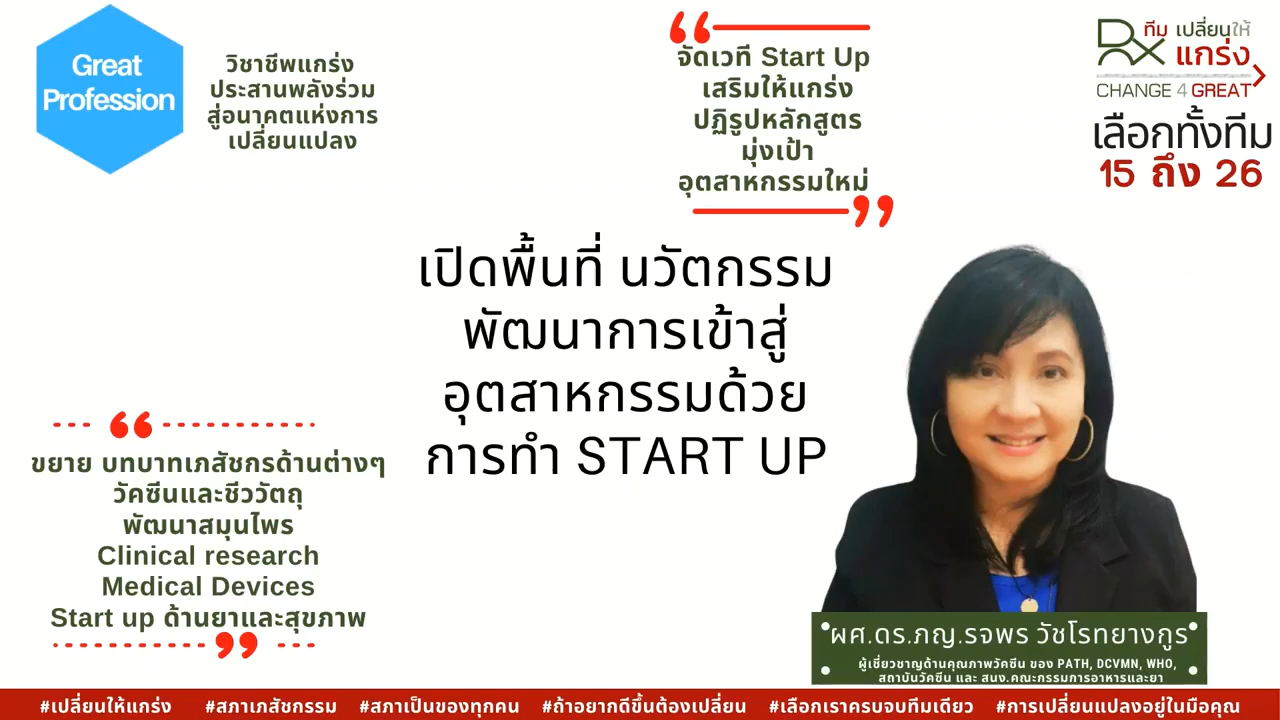 Great
Profession
วิชาชีพแกร่ง
ประสานพลังร่วม
สู่อนาคตแห่งการ
เปลี่ยนแปลง
จัดเวที Start Up
เสริมให้แกร่ง
ปฏิรูปหลักสูตร
มุ่งเป้า
อุตสาหกรรมใหม่
ทีม เปลี่ยนให้
แกร่ง
CHANGE 4 GREAT
เลือกทั้งทีม
15 ถึง 26
เปิดพื้นที่ นวัตกรรม
พัฒนาการเข้าสู่
อุตสาหกรรมด้วย
การทำ START UP
ขยาย บทบาทเภสัชกรด้านต่างๆ
วัคซีนและชีววัตถุ
พัฒนาสมุนไพร
Clinical research
Medical Devices
Start up ด้านยาและสุขภาพ
ผศ.ดร.ภญ.รจพร วัชโรทยางกูร
ผู้เชี่ยวชาญด้านคุณภาพวัคซีน ของ PATH, DCVMN, WHO,
สถาบันวัคซีน และ สนง.คณะกรรมการอาหารและยา
#เปลี่ยนให้แกร่ง #สภาเภสัชกรรม #สภาเป็นของทุกคน #ถ้าอยากดีขึ้นต้องเปลี่ยน #เลือกเราครบจบทีมเดียว #การเปลี่ยนแปลงอยู่ในมือคุณ